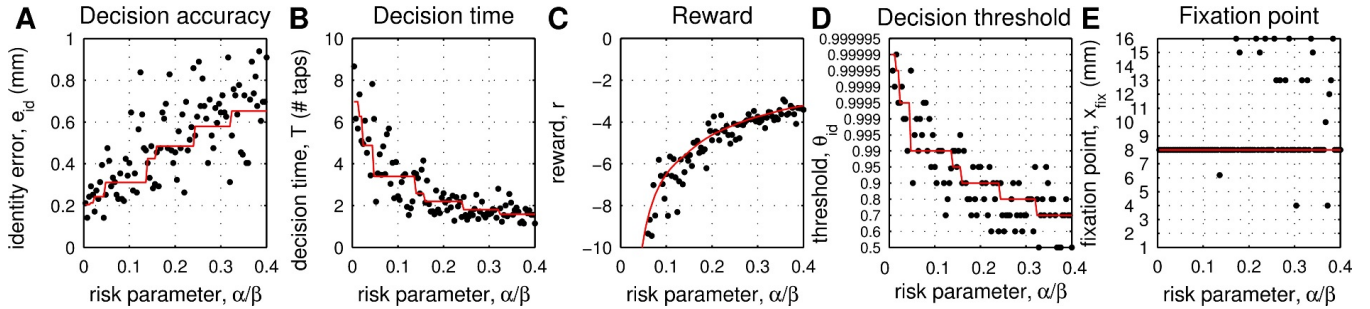 A Decision accuracy
identity error, e_id (mm)
1
0.8
0.6
0.4
0.2
0
0 0.1 0.2 0.3 0.4
risk parameter, α/β
B Decision time
decision time, T (# taps)
10
8
6
4
2
0
0 0.1 0.2 0.3 0.4
risk parameter, α/β
C Reward
reward, r
0
−2
−4
−6
−8
−10
0 0.1 0.2 0.3 0.4
risk parameter, α/β
D Decision threshold
threshold, θ_id
0.999995
0.99999
0.99995
0.9999
0.9995
0.999
0.995
0.99
0.95
0.9
0.8
0.7
0.5
0 0.1 0.2 0.3 0.4
risk parameter, α/β
E Fixation point
fixation point, x_fix (mm)
16
15
14
13
12
10
9
8
6
4
2
1
0 0.1 0.2 0.3 0.4
risk parameter, α/β